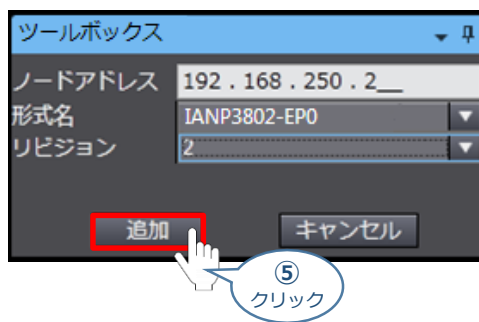 ツールボックス
ノードアドレス 192 . 168 . 250 . 2__
形式名 IANP3802-EP0
リビジョン 2
追加 キャンセル
⑤
クリック